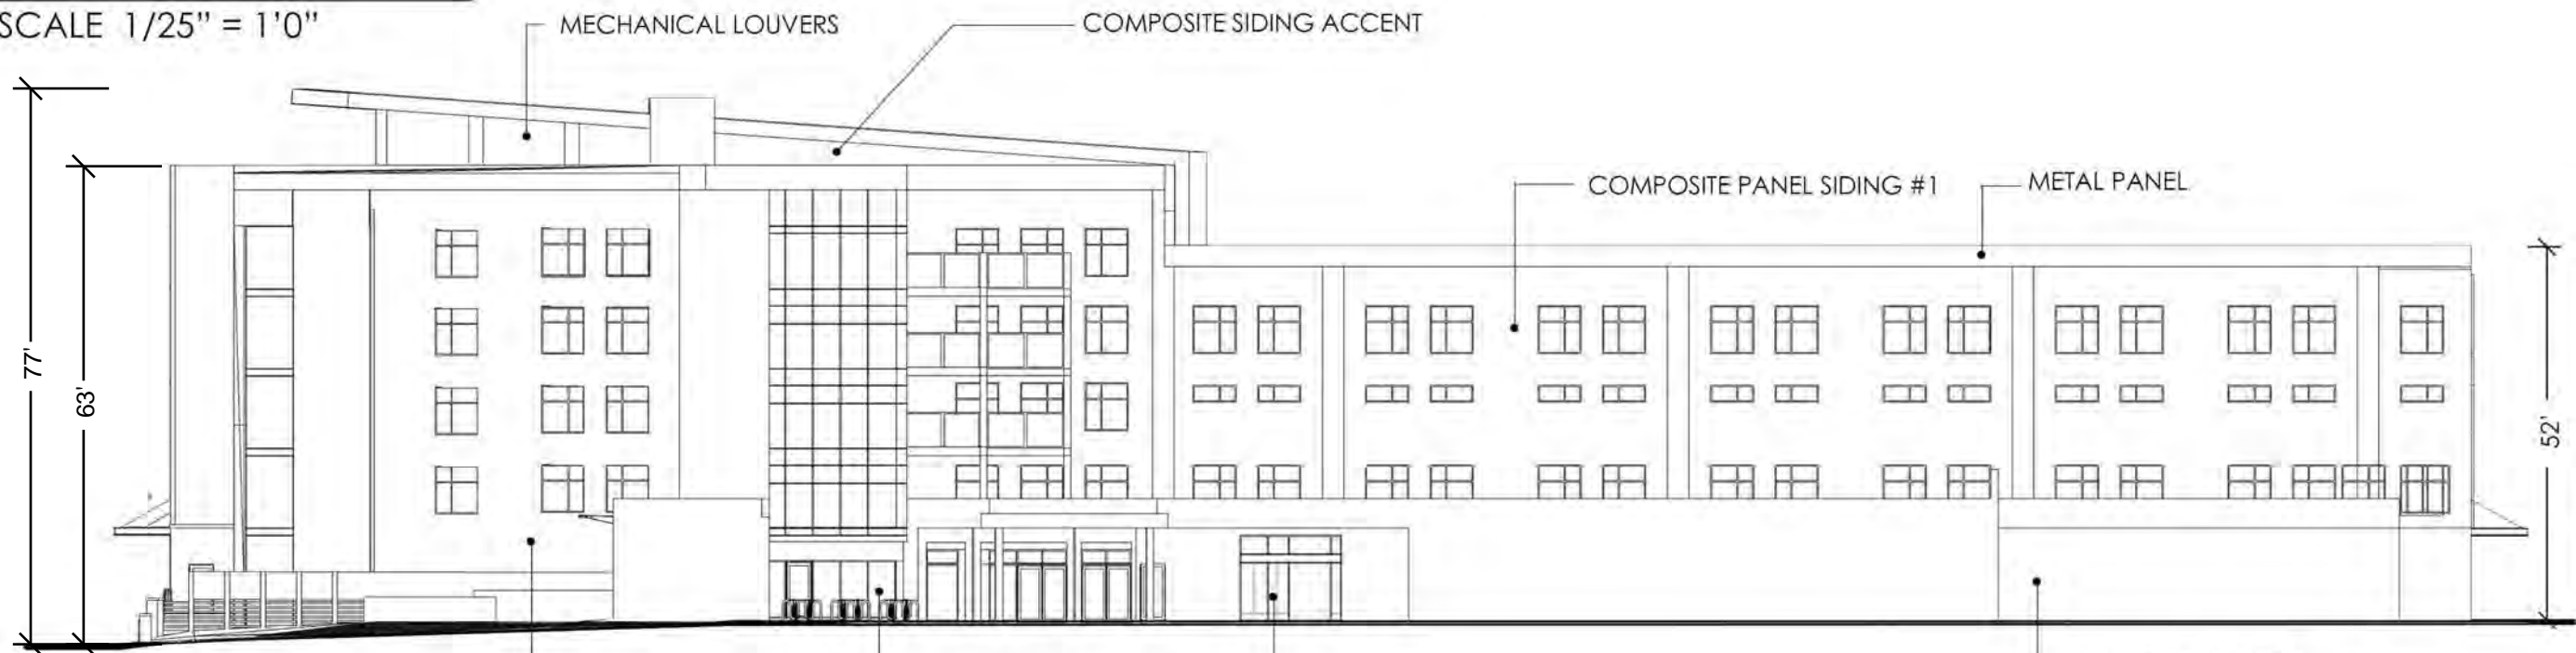 SCALE 1/25" = 1'0"
MECHANICAL LOUVERS
COMPOSITE SIDING ACCENT
COMPOSITE PANEL SIDING #1
METAL PANEL
77'
63'
52'